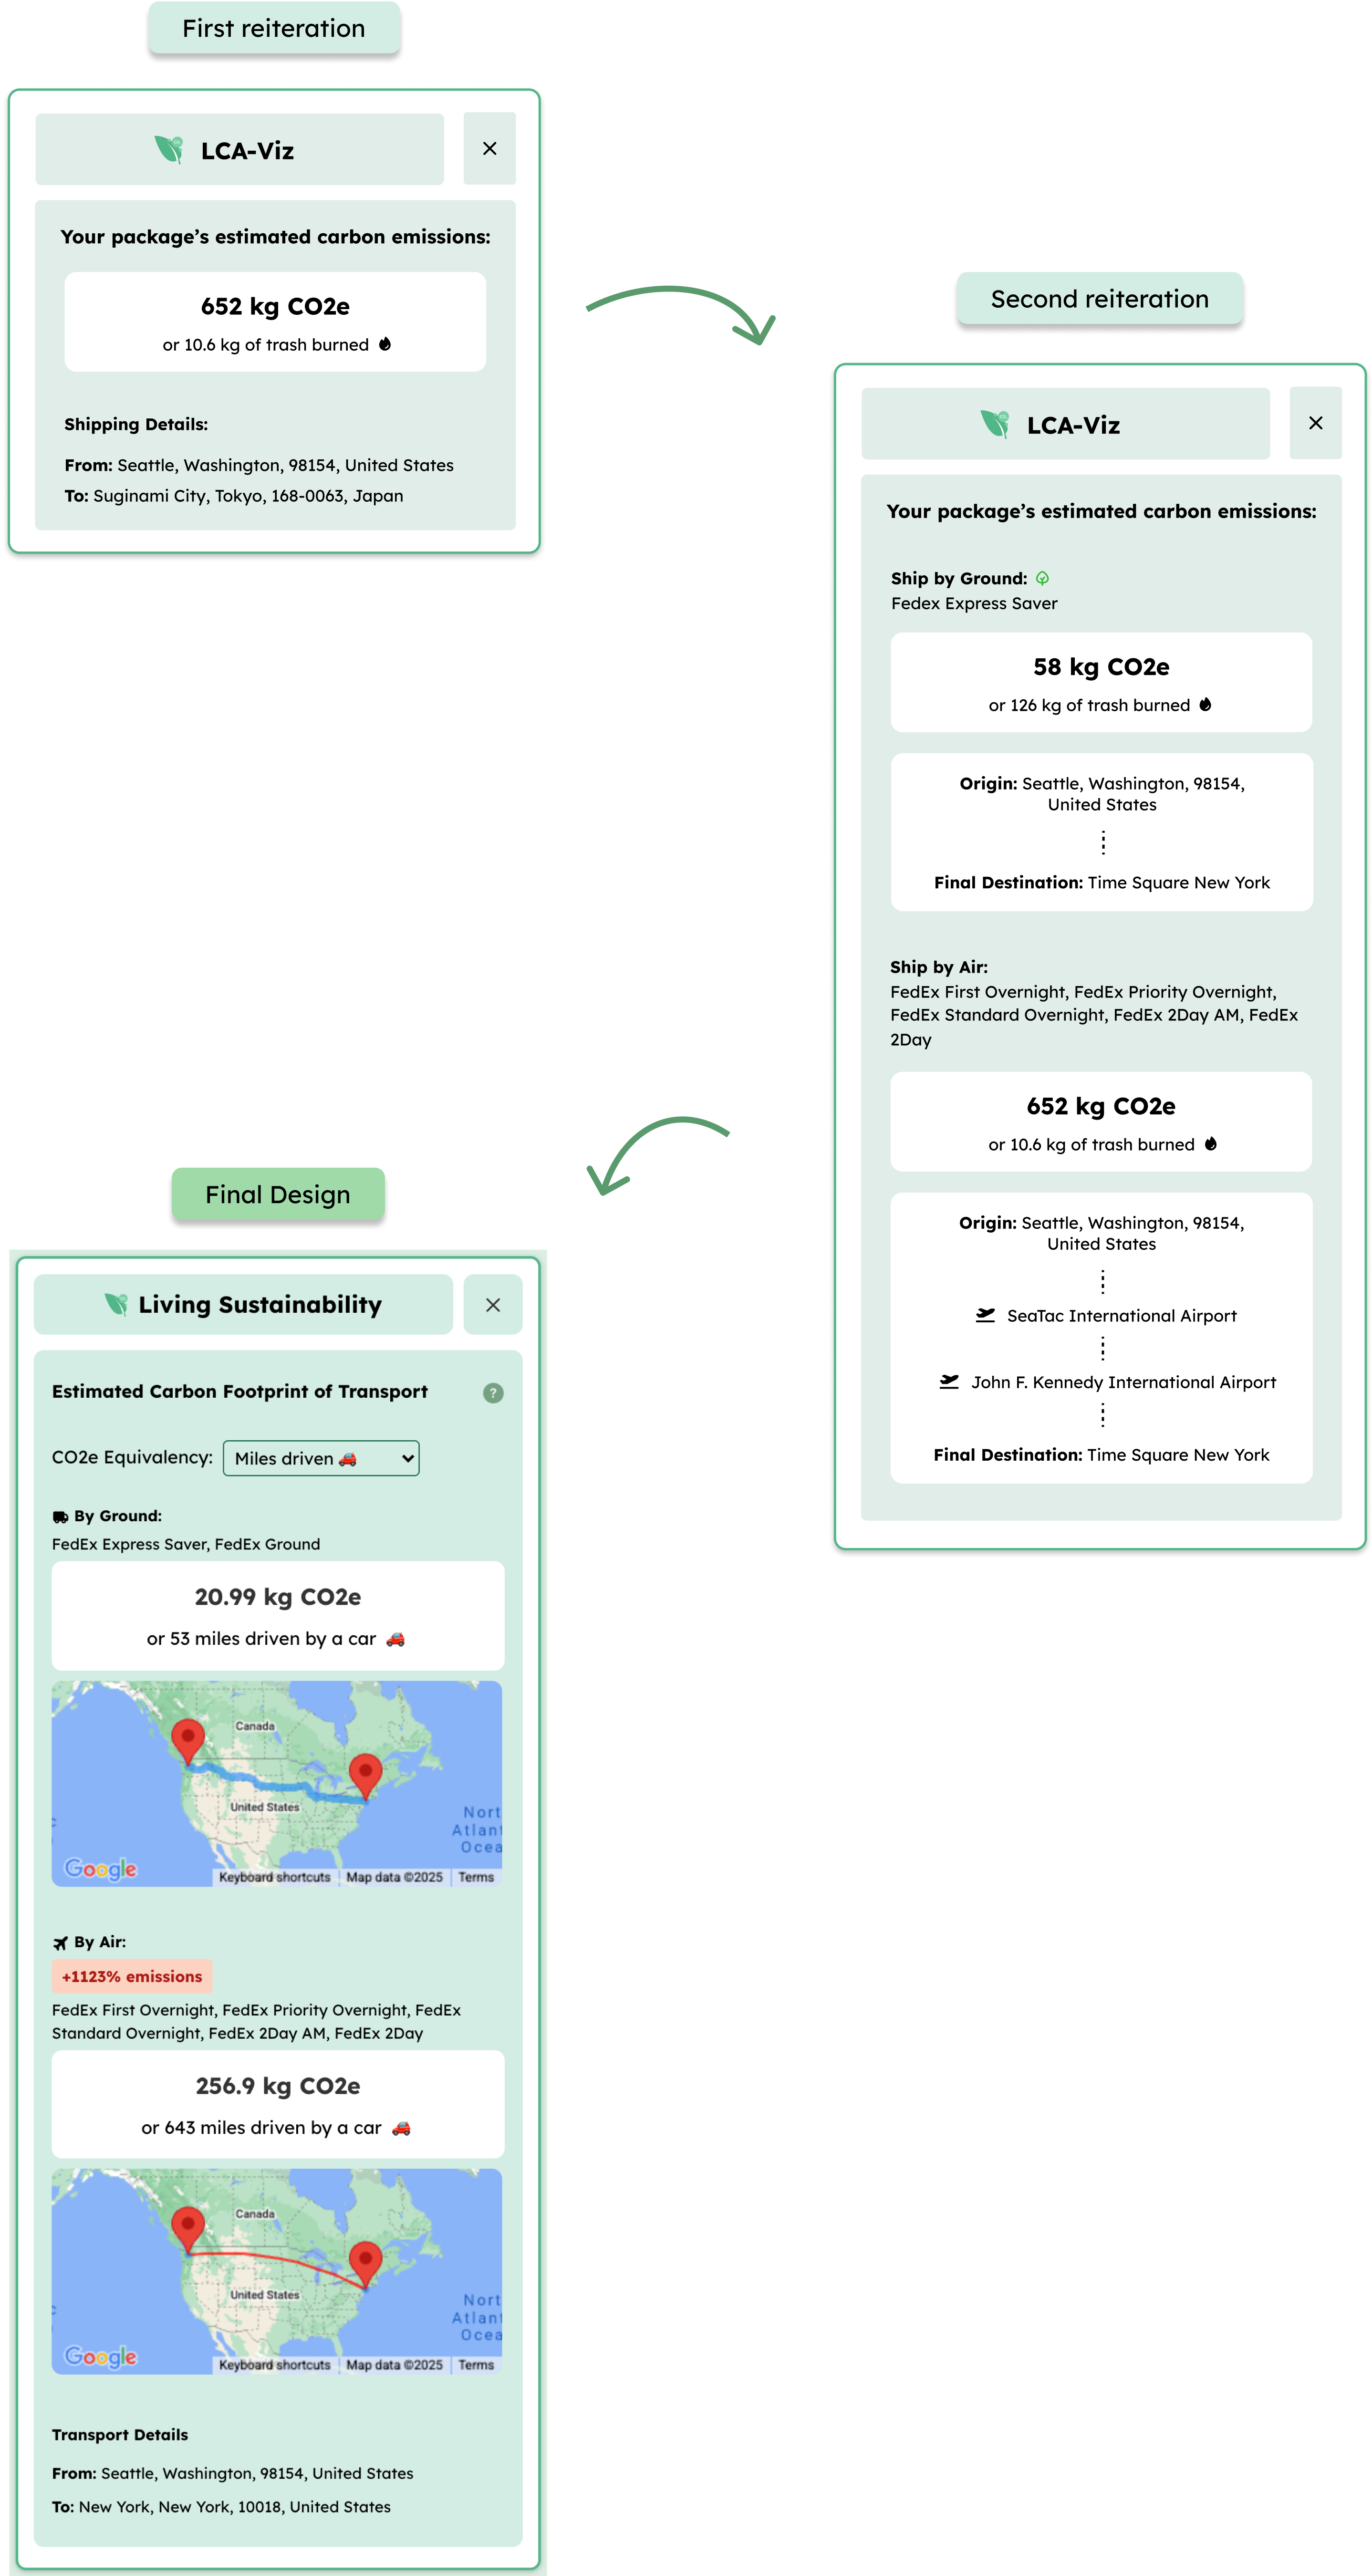 First reiteration
LCA-Viz
Your package’s estimated carbon emissions:
652 kg CO2e
or 10.6 kg of trash burned
Shipping Details:
From: Seattle, Washington, 98154, United States
To: Suginami City, Tokyo, 168-0063, Japan
Second reiteration
LCA-Viz
Your package’s estimated carbon emissions:
Ship by Ground:
Fedex Express Saver
58 kg CO2e
or 126 kg of trash burned
Origin: Seattle, Washington, 98154,
United States
Final Destination: Time Square New York
Ship by Air:
FedEx First Overnight, FedEx Priority Overnight,
FedEx Standard Overnight, FedEx 2Day AM, FedEx
2Day
652 kg CO2e
or 10.6 kg of trash burned
Origin: Seattle, Washington, 98154,
United States
SeaTac International Airport
John F. Kennedy International Airport
Final Destination: Time Square New York
Final Design
Living Sustainability
Estimated Carbon Footprint of Transport
?
CO2e Equivalency: Miles driven
By Ground:
FedEx Express Saver, FedEx Ground
20.99 kg CO2e
or 53 miles driven by a car
Canada
United States
North
Atlant
Ocea
Google
Keyboard shortcuts Map data ©2025 Terms
By Air:
+1123% emissions
FedEx First Overnight, FedEx Priority Overnight, FedEx
Standard Overnight, FedEx 2Day AM, FedEx 2Day
256.9 kg CO2e
or 643 miles driven by a car
Canada
United States
North
Atlant
Ocea
Google
Keyboard shortcuts Map data ©2025 Terms
Transport Details
From: Seattle, Washington, 98154, United States
To: New York, New York, 10018, United States